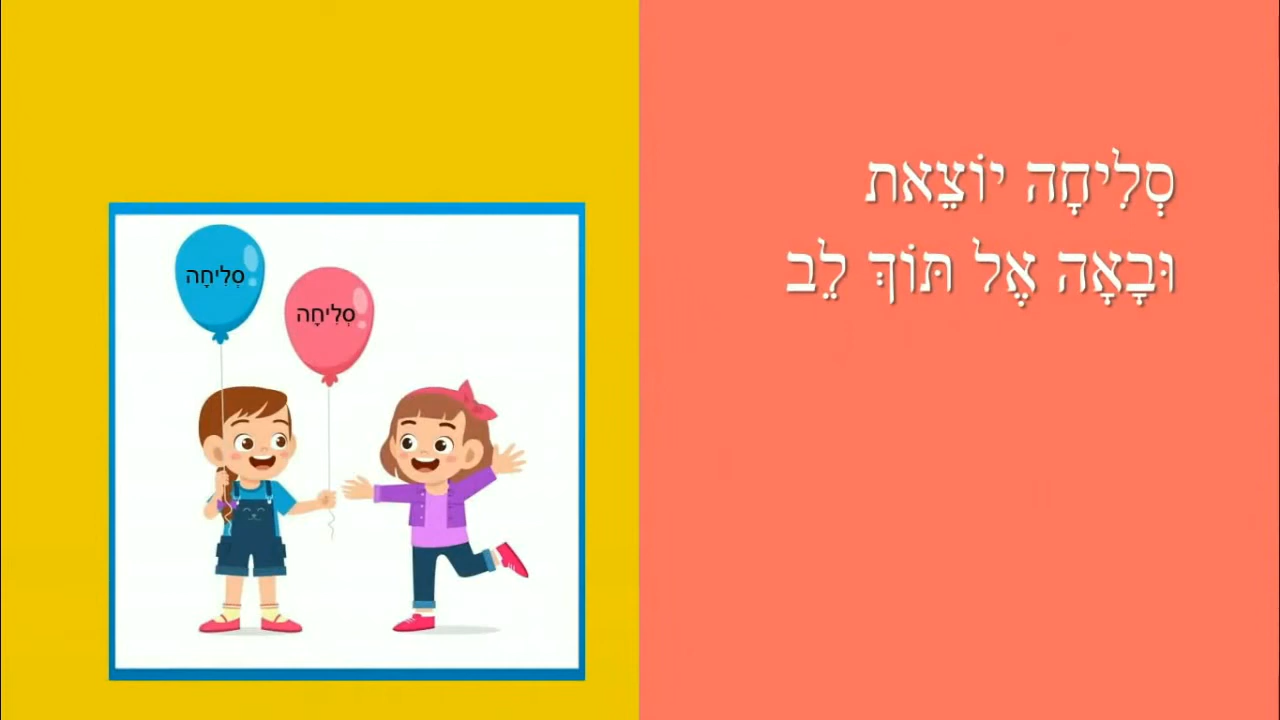 סְלִיחָה יוֹצֵאת
וּבָאָה אֶל תּוֹךְ לֵב
סְלִיחָה
סְלִיחָה